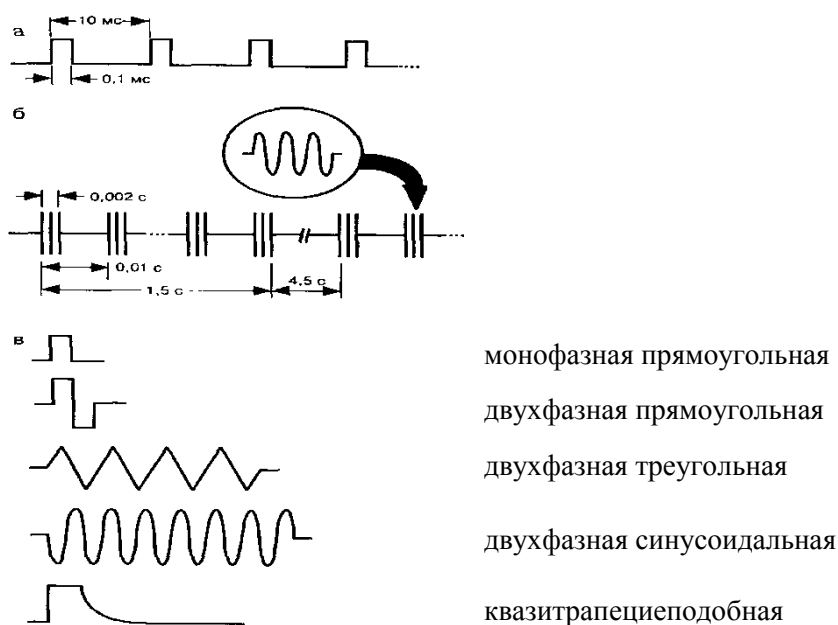 а
10 мс
0,1 мс
б
0,002 с
0,01 с
1,5 с
4,5 с
в
монофазная прямоугольная
двухфазная прямоугольная
двухфазная треугольная
двухфазная синусоидальная
квазитрапециеподобная